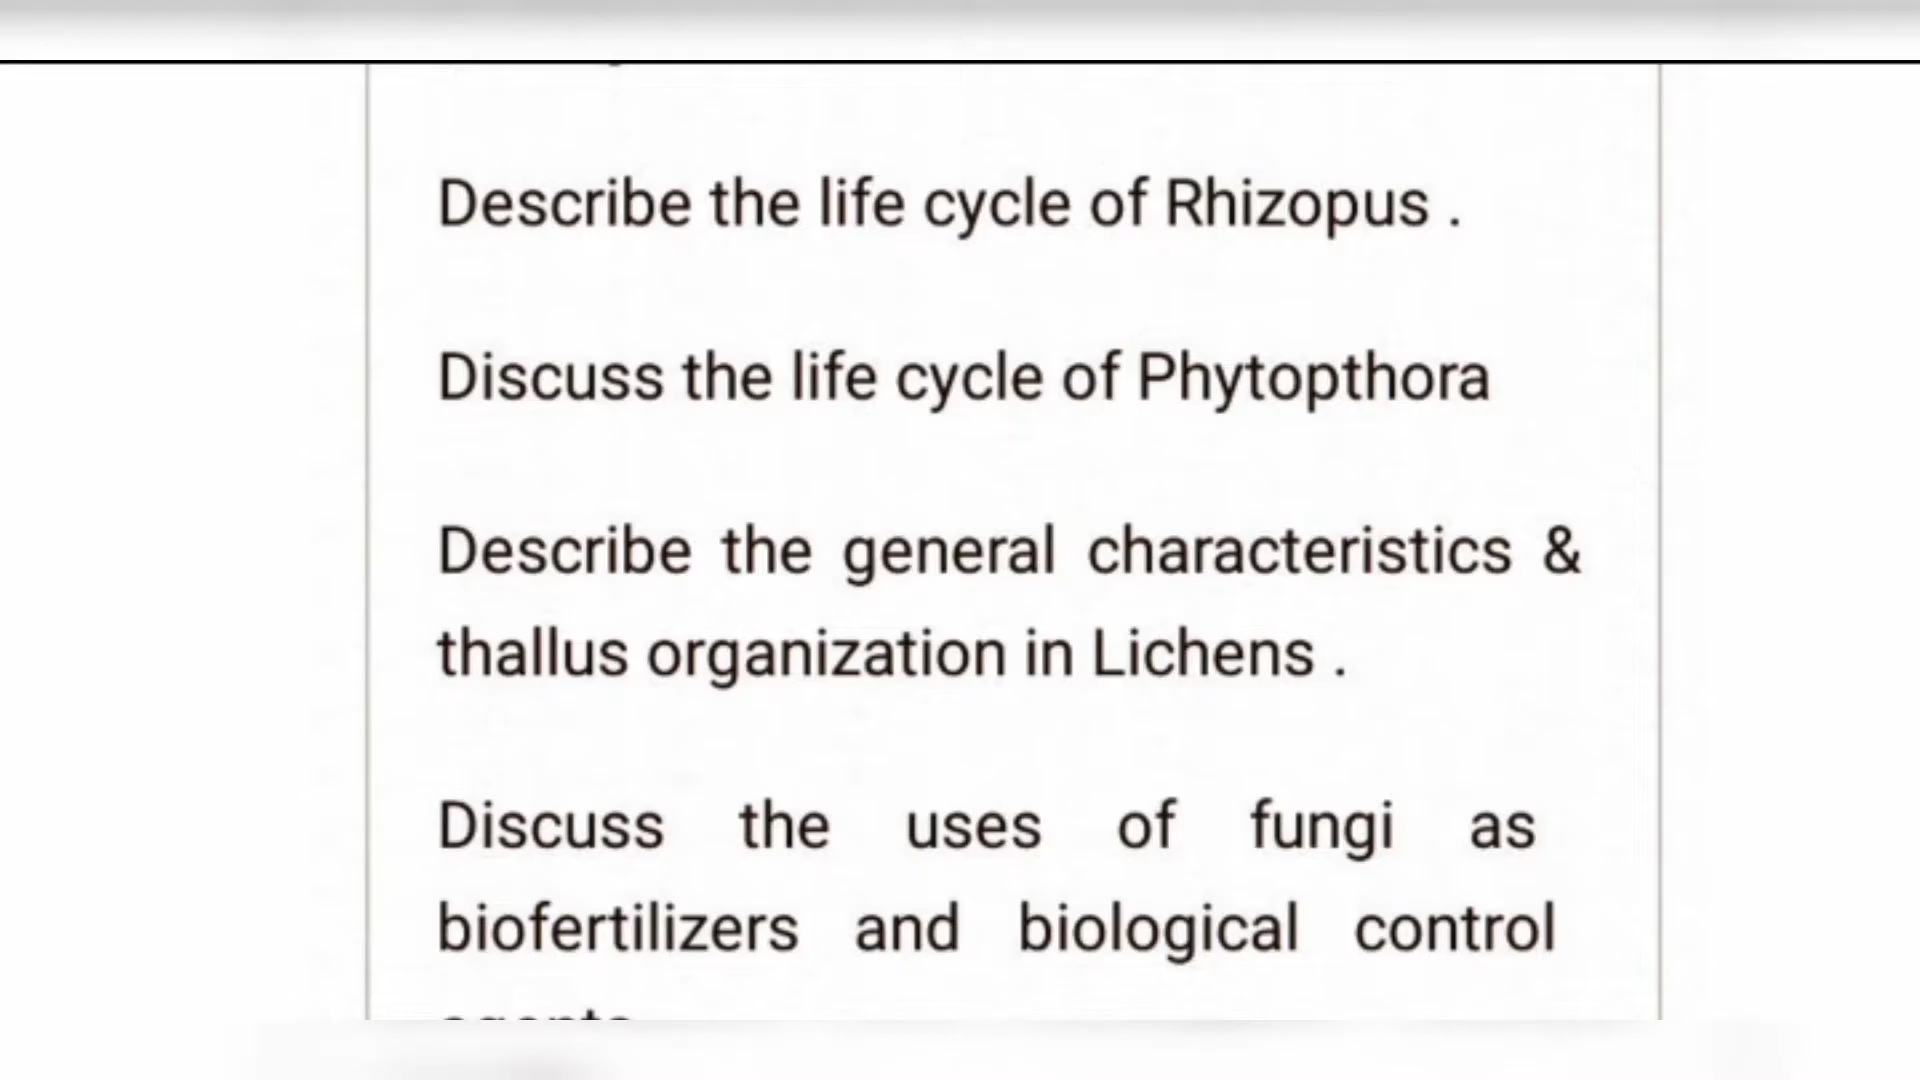 Describe the life cycle of Rhizopus .
Discuss the life cycle of Phytopthora
Describe the general characteristics &
thallus organization in Lichens .
Discuss the uses of fungi as
biofertilizers and biological control